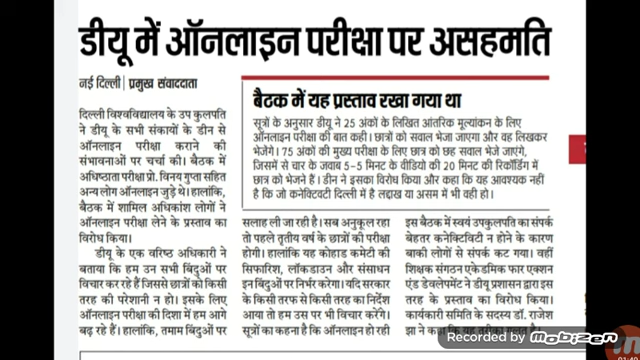 डीयू में ऑनलाइन परीक्षा पर असहमति
नई दिल्ली | प्रमुख संवाददाता
दिल्ली विश्वविद्यालय के उप कुलपति
ने डीयू के सभी संकायों के डीन से
ऑनलाइन परीक्षा कराने की
संभावनाओं पर चर्चा की। बैठक में
अधिष्ठाता परीक्षा प्रो. विनय गुप्ता सहित
अन्य लोग ऑनलाइन जुड़े थे। हालांकि,
बैठक में शामिल अधिकांश लोगों ने
ऑनलाइन परीक्षा लेने के प्रस्ताव का
विरोध किया।
डीयू के एक वरिष्ठ अधिकारी ने
बताया कि हम उन सभी बिंदुओं पर
विचार कर रहे हैं जिससे छात्रों को किसी
तरह की परेशानी न हो। इसके लिए
ऑनलाइन परीक्षा की दिशा में हम आगे
बढ़ रहे हैं। हालांकि, तमाम बिंदुओं पर
बैठक में यह प्रस्ताव रखा गया था
सूत्रों के अनुसार डीयू ने 25 अंकों के लिखित आंतरिक मूल्यांकन के लिए
ऑनलाइन परीक्षा की बात कही। छात्रों को सवाल भेजा जाएगा और वह लिखकर
भेजेंगे। 75 अंकों की मुख्य परीक्षा के लिए छात्र को छह सवाल भेजे जाएंगे,
जिसमें से चार के जवाब 5-5 मिनट के वीडियो की 20 मिनट की रिकॉर्डिंग में
छात्र को भेजने हैं। डीन ने इसका विरोध किया और कहा कि यह आवश्यक नहीं
है कि जो कनेक्टिवटी दिल्ली में है लद्दाख या असम में भी वही हो।
सलाह ली जा रही है। सब अनुकूल रहा
तो पहले तृतीय वर्ष के छात्रों की परीक्षा
होगी। हालांकि यह कोहाड कमेटी की
सिफारिश, लॉकडाउन और संसाधन
इन बिंदुओं पर निर्भर करेगा। यदि सरकार
के किसी तरफ से किसी तरह का निर्देश
आया तो हम उस पर भी विचार करेंगे।
सूत्रों का कहना है कि ऑनलाइन हो रही
इस बैठक में स्वयं उपकुलपति का संपर्क
बेहतर कनेक्टिविटी न होने के कारण
बाकी लोगों से संपर्क कट गया। वहीं
शिक्षक संगठन एकेडमिक फार एक्शन
एंड डेवलेपमेंट ने डीयू प्रशासन द्वारा इस
तरह के प्रस्ताव का विरोध किया।
कार्यकारी समिति के सदस्य डॉ. राजेश
झा ने कहा कि यह तरीका गलत है।
Recorded by MOBIZEN